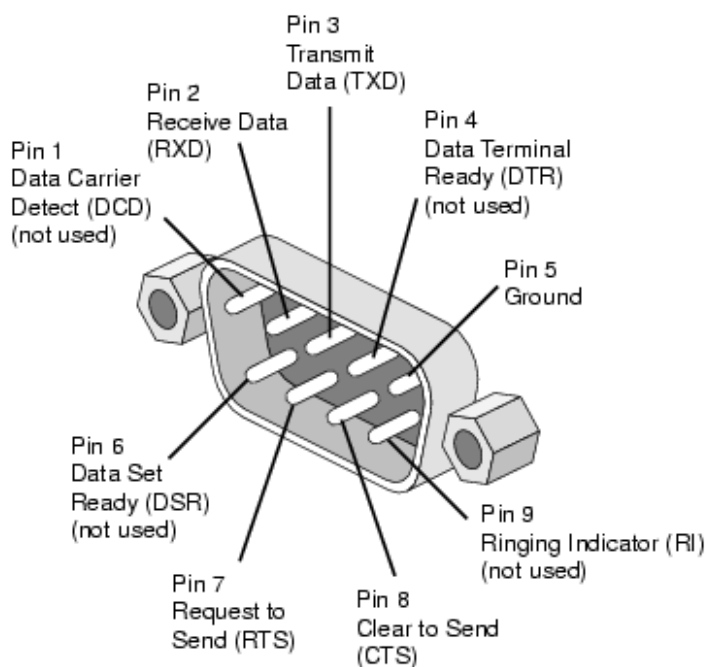 Pin 1
Data Carrier
Detect (DCD)
(not used)
Pin 2
Receive Data
(RXD)
Pin 3
Transmit
Data (TXD)
Pin 4
Data Terminal
Ready (DTR)
(not used)
Pin 5
Ground
Pin 6
Data Set
Ready (DSR)
(not used)
Pin 7
Request to
Send (RTS)
Pin 8
Clear to Send
(CTS)
Pin 9
Ringing Indicator (RI)
(not used)